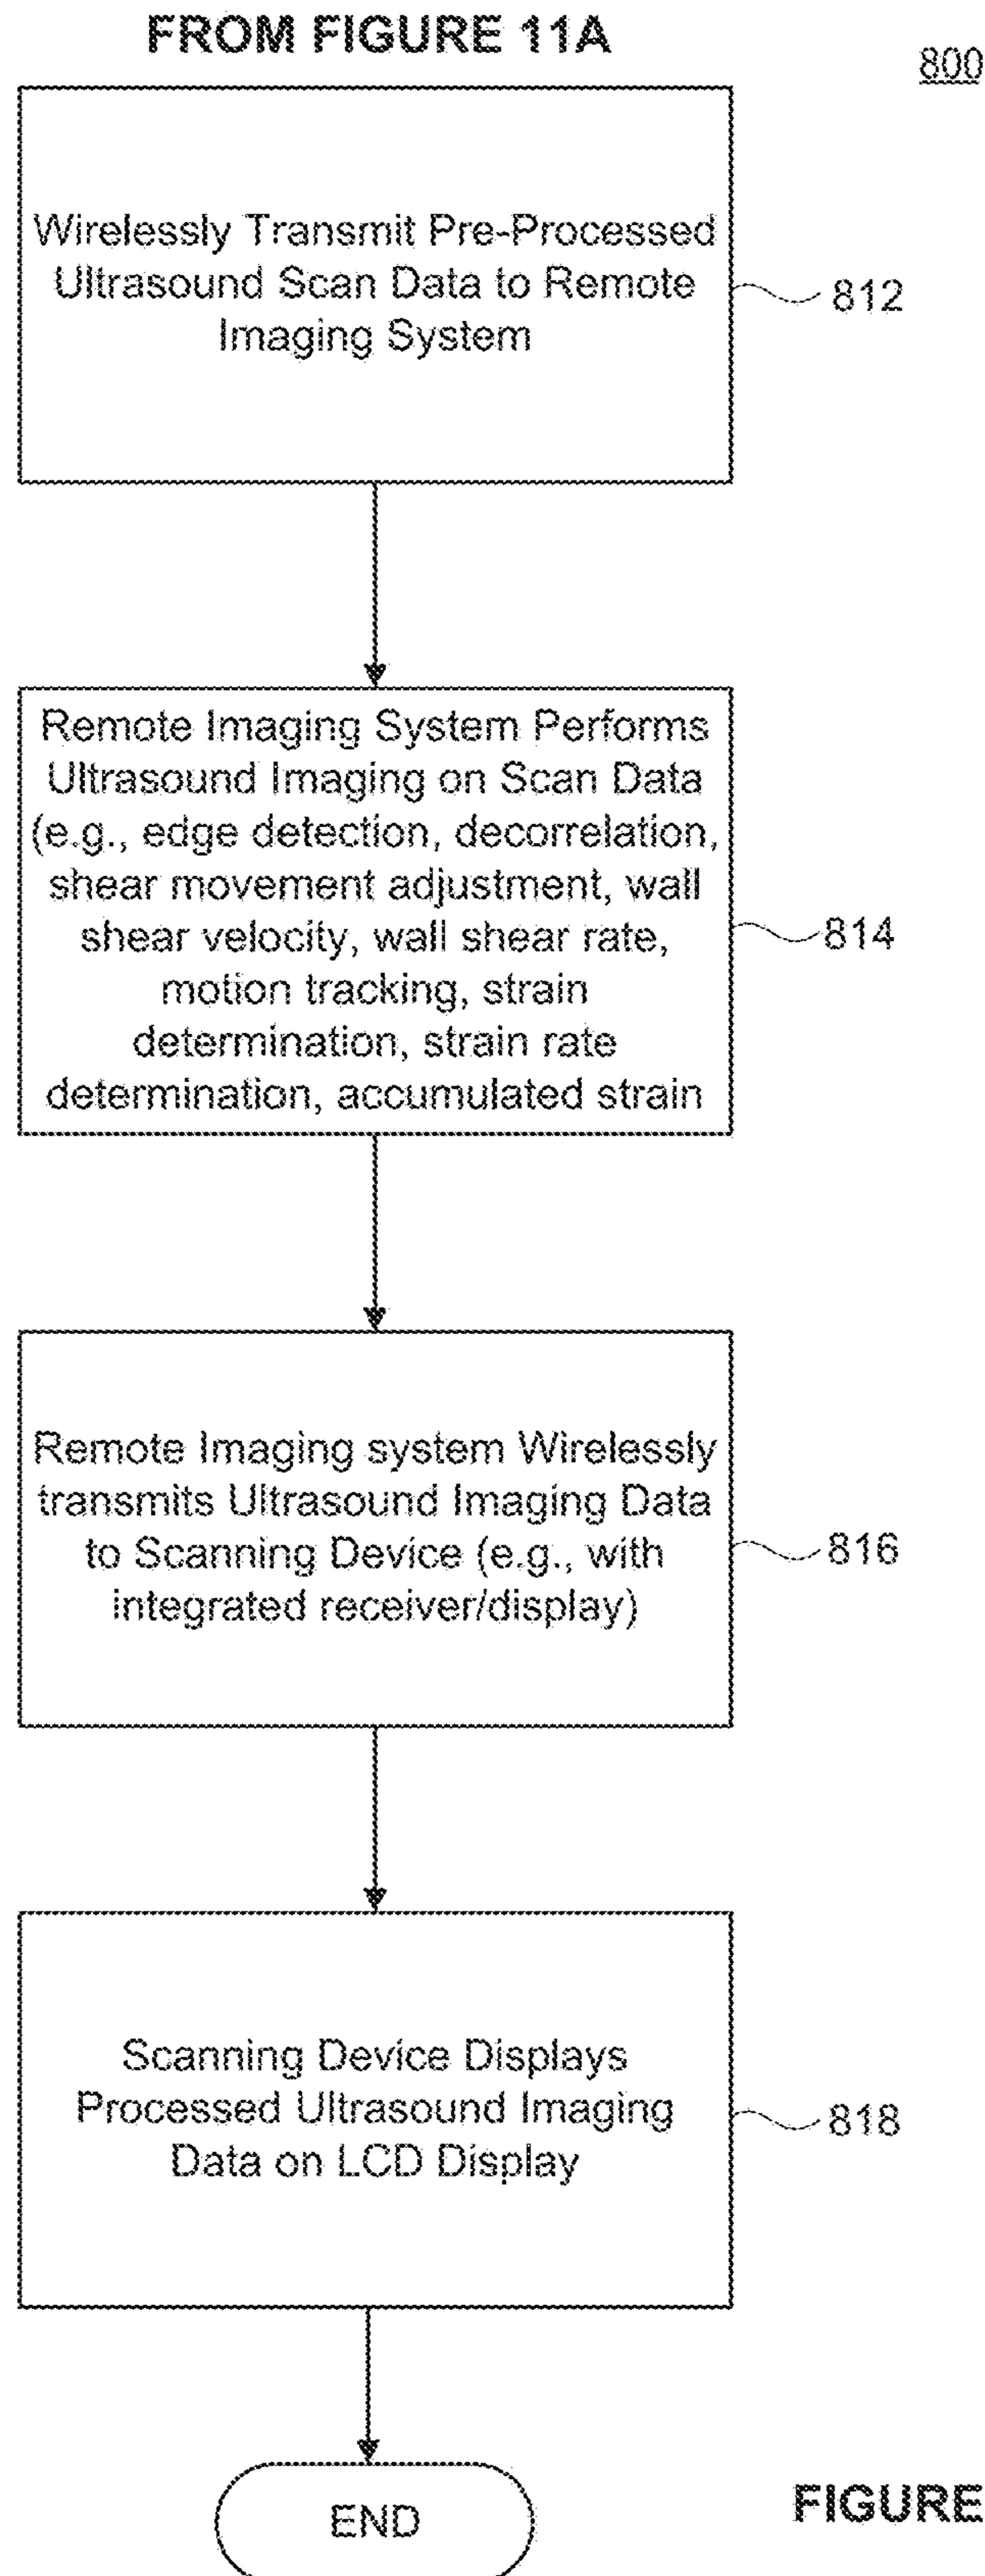 FROM FIGURE 11A
800
Wirelessly Transmit Pre-Processed
Ultrasound Scan Data to Remote
Imaging System
812
Remote Imaging System Performs
Ultrasound Imaging on Scan Data
(e.g., edge detection, decorrelation,
shear movement adjustment, wall
shear velocity, wall shear rate,
motion tracking, strain
determination, strain rate
determination, accumulated strain
814
Remote Imaging system Wirelessly
transmits Ultrasound Imaging Data
to Scanning Device (e.g., with
integrated receiver/display)
816
Scanning Device Displays
Processed Ultrasound Imaging
Data on LCD Display
818
END
FIGURE